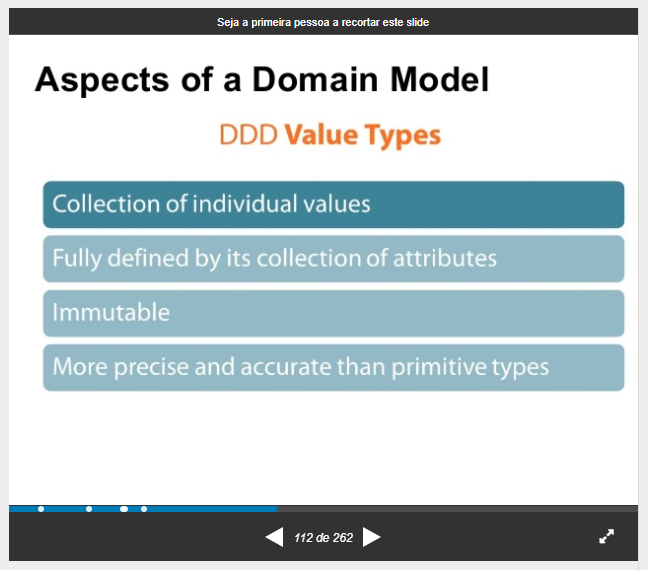 Seja a primeira pessoa a recortar este slide
Aspects of a Domain Model
DDD Value Types
Collection of individual values
Fully defined by its collection of attributes
Immutable
More precise and accurate than primitive types
112 de 262